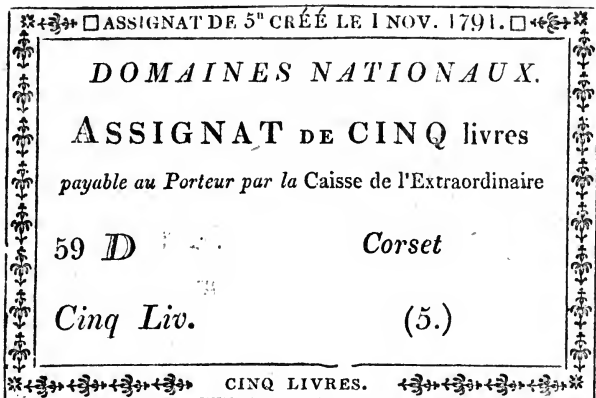 ASSIGNAT DE 5ᴴ CRÉÉ LE 1 NOV. 1791.
DOMAINES NATIONAUX.
ASSIGNAT DE CINQ livres
payable au Porteur par la Caisse de l'Extraordinaire
59 D Corset
Cinq Liv. (5.)
CINQ LIVRES.